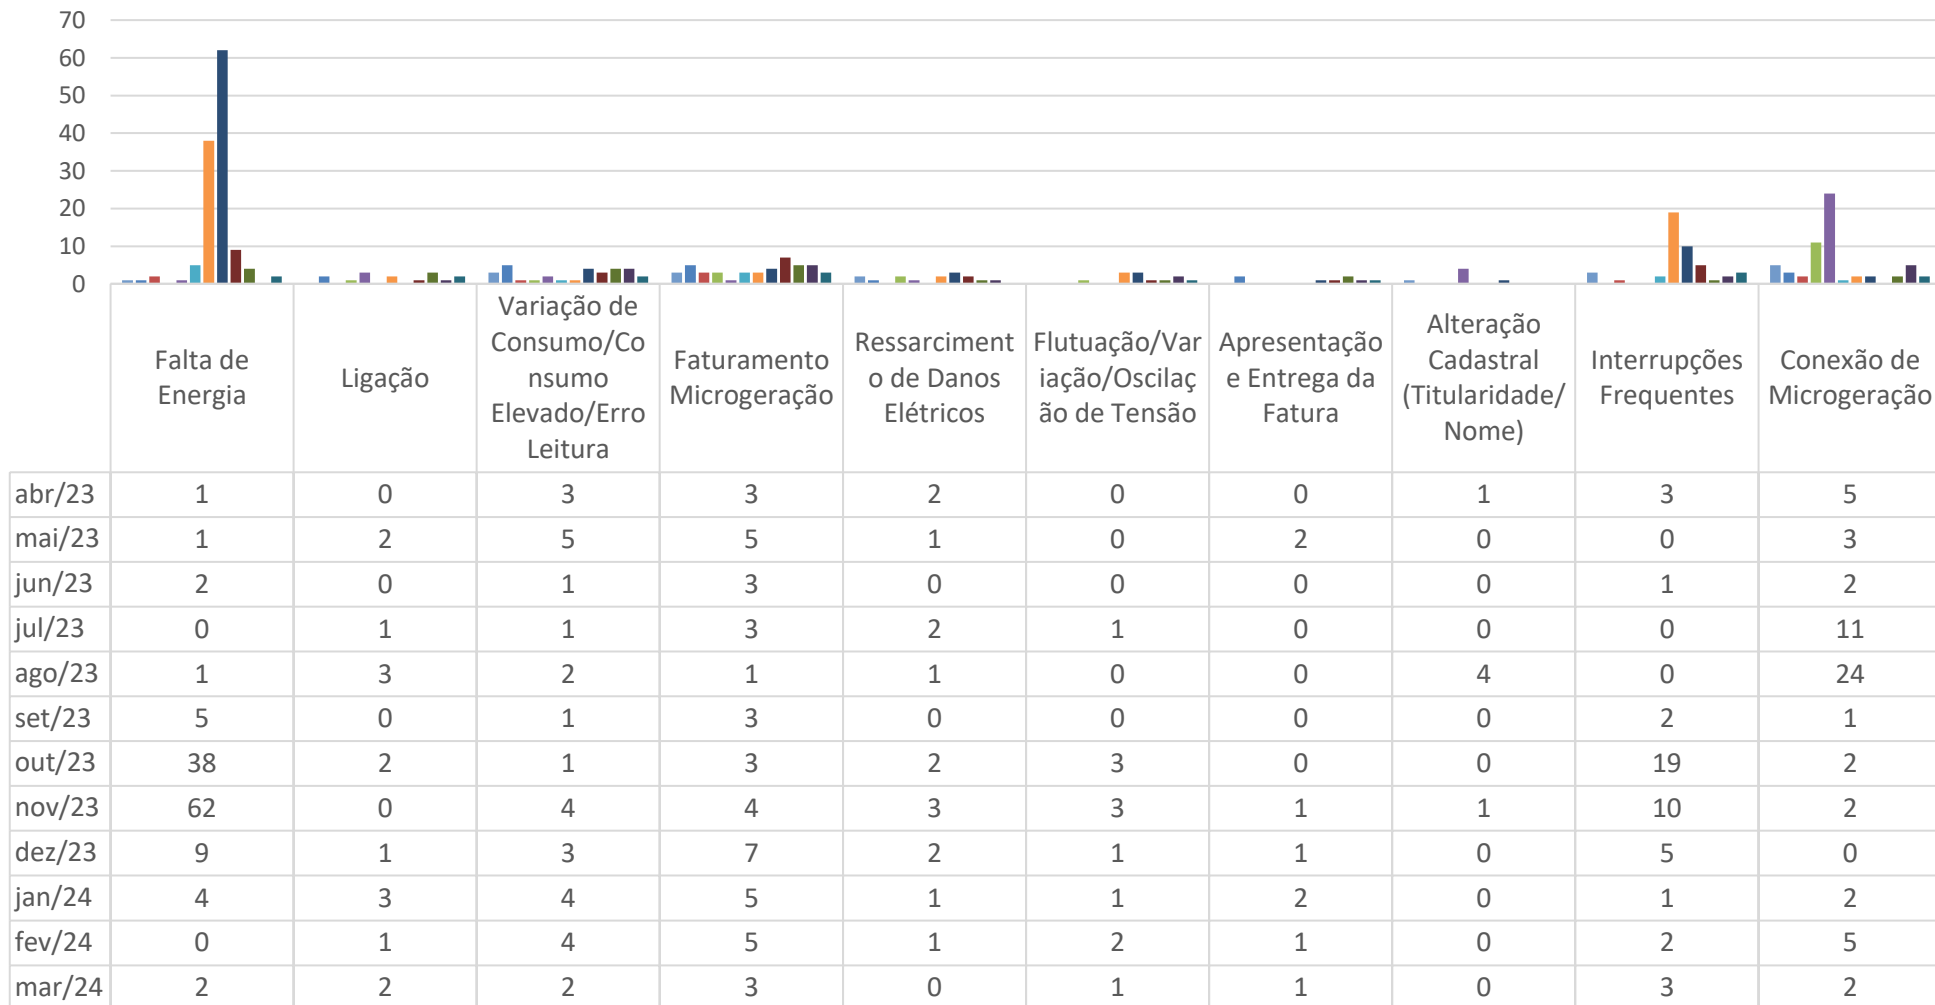 70
60
50
40
30
20
10
0
Falta de
Energia
Ligação
Variação de
Consumo/Co
nsumo
Elevado/Erro
Leitura
Faturamento
Microgeração
Ressarciment
o de Danos
Elétricos
Flutuação/Var
iação/Oscilaç
ão de Tensão
Apresentação
e Entrega da
Fatura
Alteração
Cadastral
(Titularidade/
Nome)
Interrupções
Frequentes
Conexão de
Microgeração
abr/23 1 0 3 3 2 0 0 1 3 5
mai/23 1 2 5 5 1 0 2 0 0 3
jun/23 2 0 1 3 0 0 0 0 1 2
jul/23 0 1 1 3 2 1 0 0 0 11
ago/23 1 3 2 1 1 0 0 4 0 24
set/23 5 0 1 3 0 0 0 0 2 1
out/23 38 2 1 3 2 3 0 0 19 2
nov/23 62 0 4 4 3 3 1 1 10 2
dez/23 9 1 3 7 2 1 1 0 5 0
jan/24 4 3 4 5 1 1 2 0 1 2
fev/24 0 1 4 5 1 2 1 0 2 5
mar/24 2 2 2 3 0 1 1 0 3 2